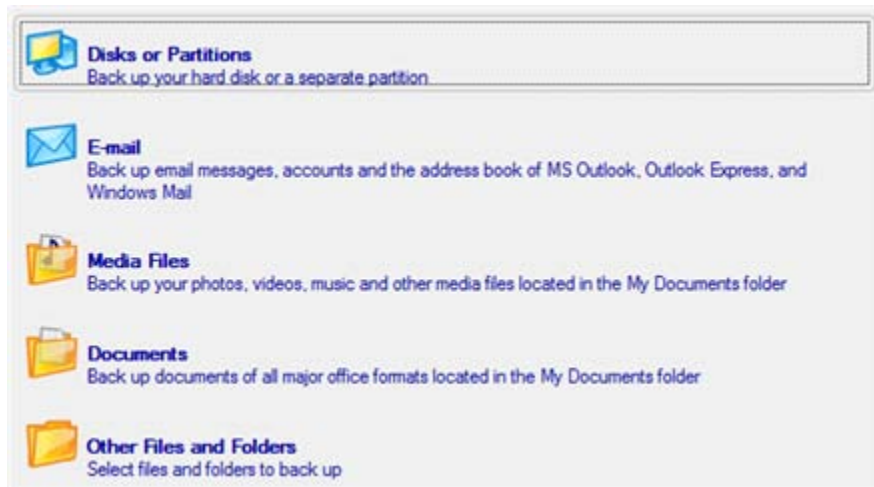 Disks or Partitions
Back up your hard disk or a separate partition
E-mail
Back up email messages, accounts and the address book of MS Outlook, Outlook Express, and
Windows Mail
Media Files
Back up your photos, videos, music and other media files located in the My Documents folder
Documents
Back up documents of all major office formats located in the My Documents folder
Other Files and Folders
Select files and folders to back up